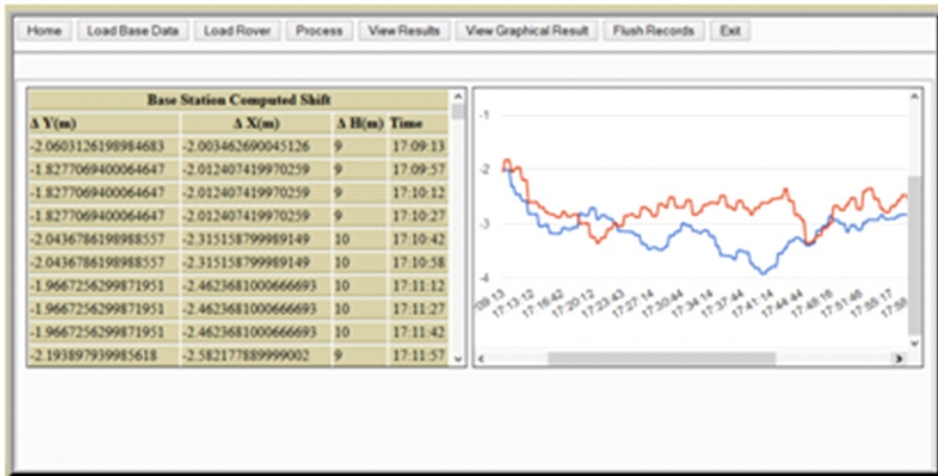 Home Load Base Data Load Rover Process View Results View Graphical Result Flush Records Exit
Base Station Computed Shift
Δ Y(m) Δ X(m) Δ H(m) Time
-2.0603126198984683 -2.003462690045126 9 17:09:13
-1.8277069400064647 -2.012407419970259 9 17:09:57
-1.8277069400064647 -2.012407419970259 9 17:10:12
-1.8277069400064647 -2.012407419970259 9 17:10:27
-2.0436786198988557 -2.315158799989149 10 17:10:42
-2.0436786198988557 -2.315158799989149 10 17:10:58
-1.9667256299871951 -2.4623681000666693 10 17:11:12
-1.9667256299871951 -2.4623681000666693 10 17:11:27
-1.9667256299871951 -2.4623681000666693 10 17:11:42
-2.193897939985618 -2.582177889999002 9 17:11:57
-1
-2
-3
-4
:09:13 17:13:12 17:16:42 17:20:12 17:23:43 17:27:14 17:30:44 17:34:14 17:37:44 17:41:14 17:44:44 17:48:16 17:51:46 17:55:17